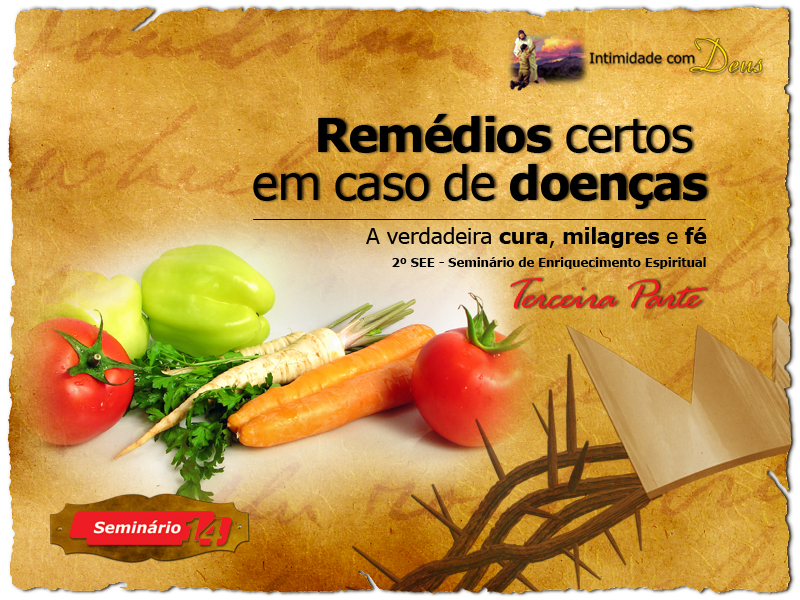 Intimidade com Deus
Remédios certos
em caso de doenças
A verdadeira cura, milagres e fé
2º SEE - Seminário de Enriquecimento Espiritual
Terceira Parte
Seminário 14